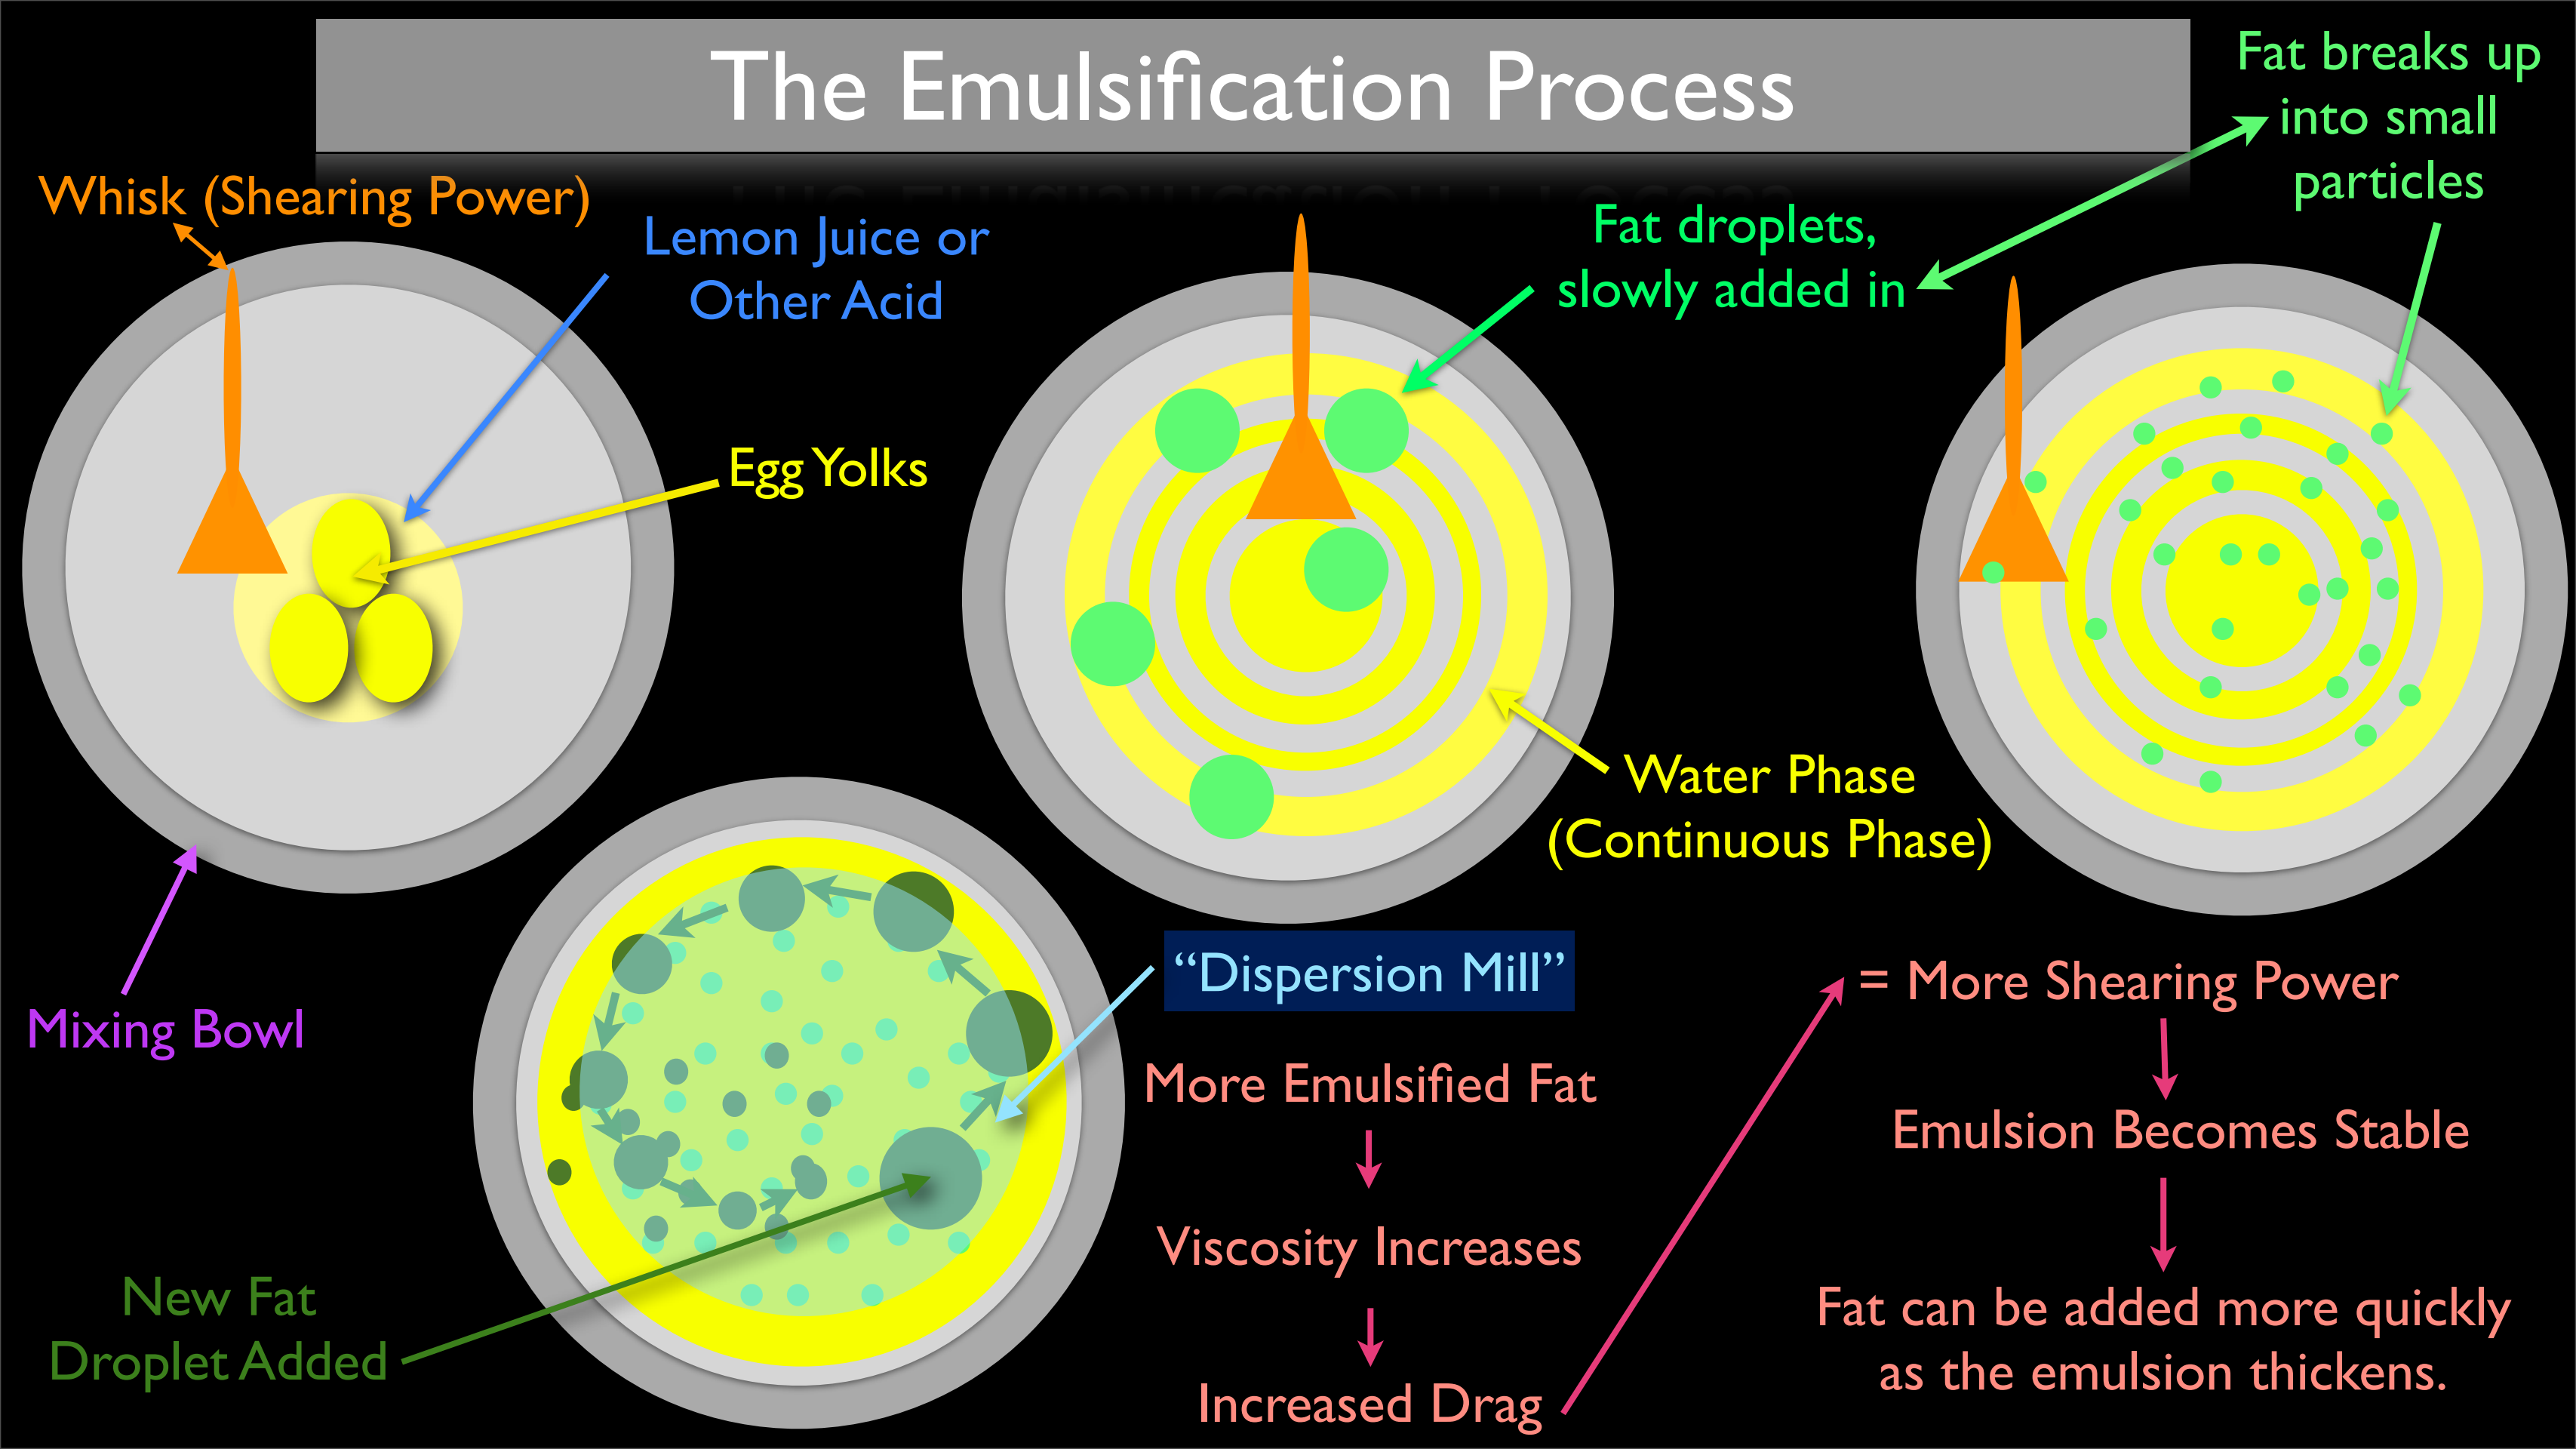 The Emulsification Process
Fat breaks up
into small
particles
Whisk (Shearing Power)
Lemon Juice or
Other Acid
Fat droplets,
slowly added in
Egg Yolks
Water Phase
(Continuous Phase)
Mixing Bowl
“Dispersion Mill”
More Emulsified Fat
Viscosity Increases
Increased Drag
= More Shearing Power
Emulsion Becomes Stable
Fat can be added more quickly
as the emulsion thickens.
New Fat
Droplet Added